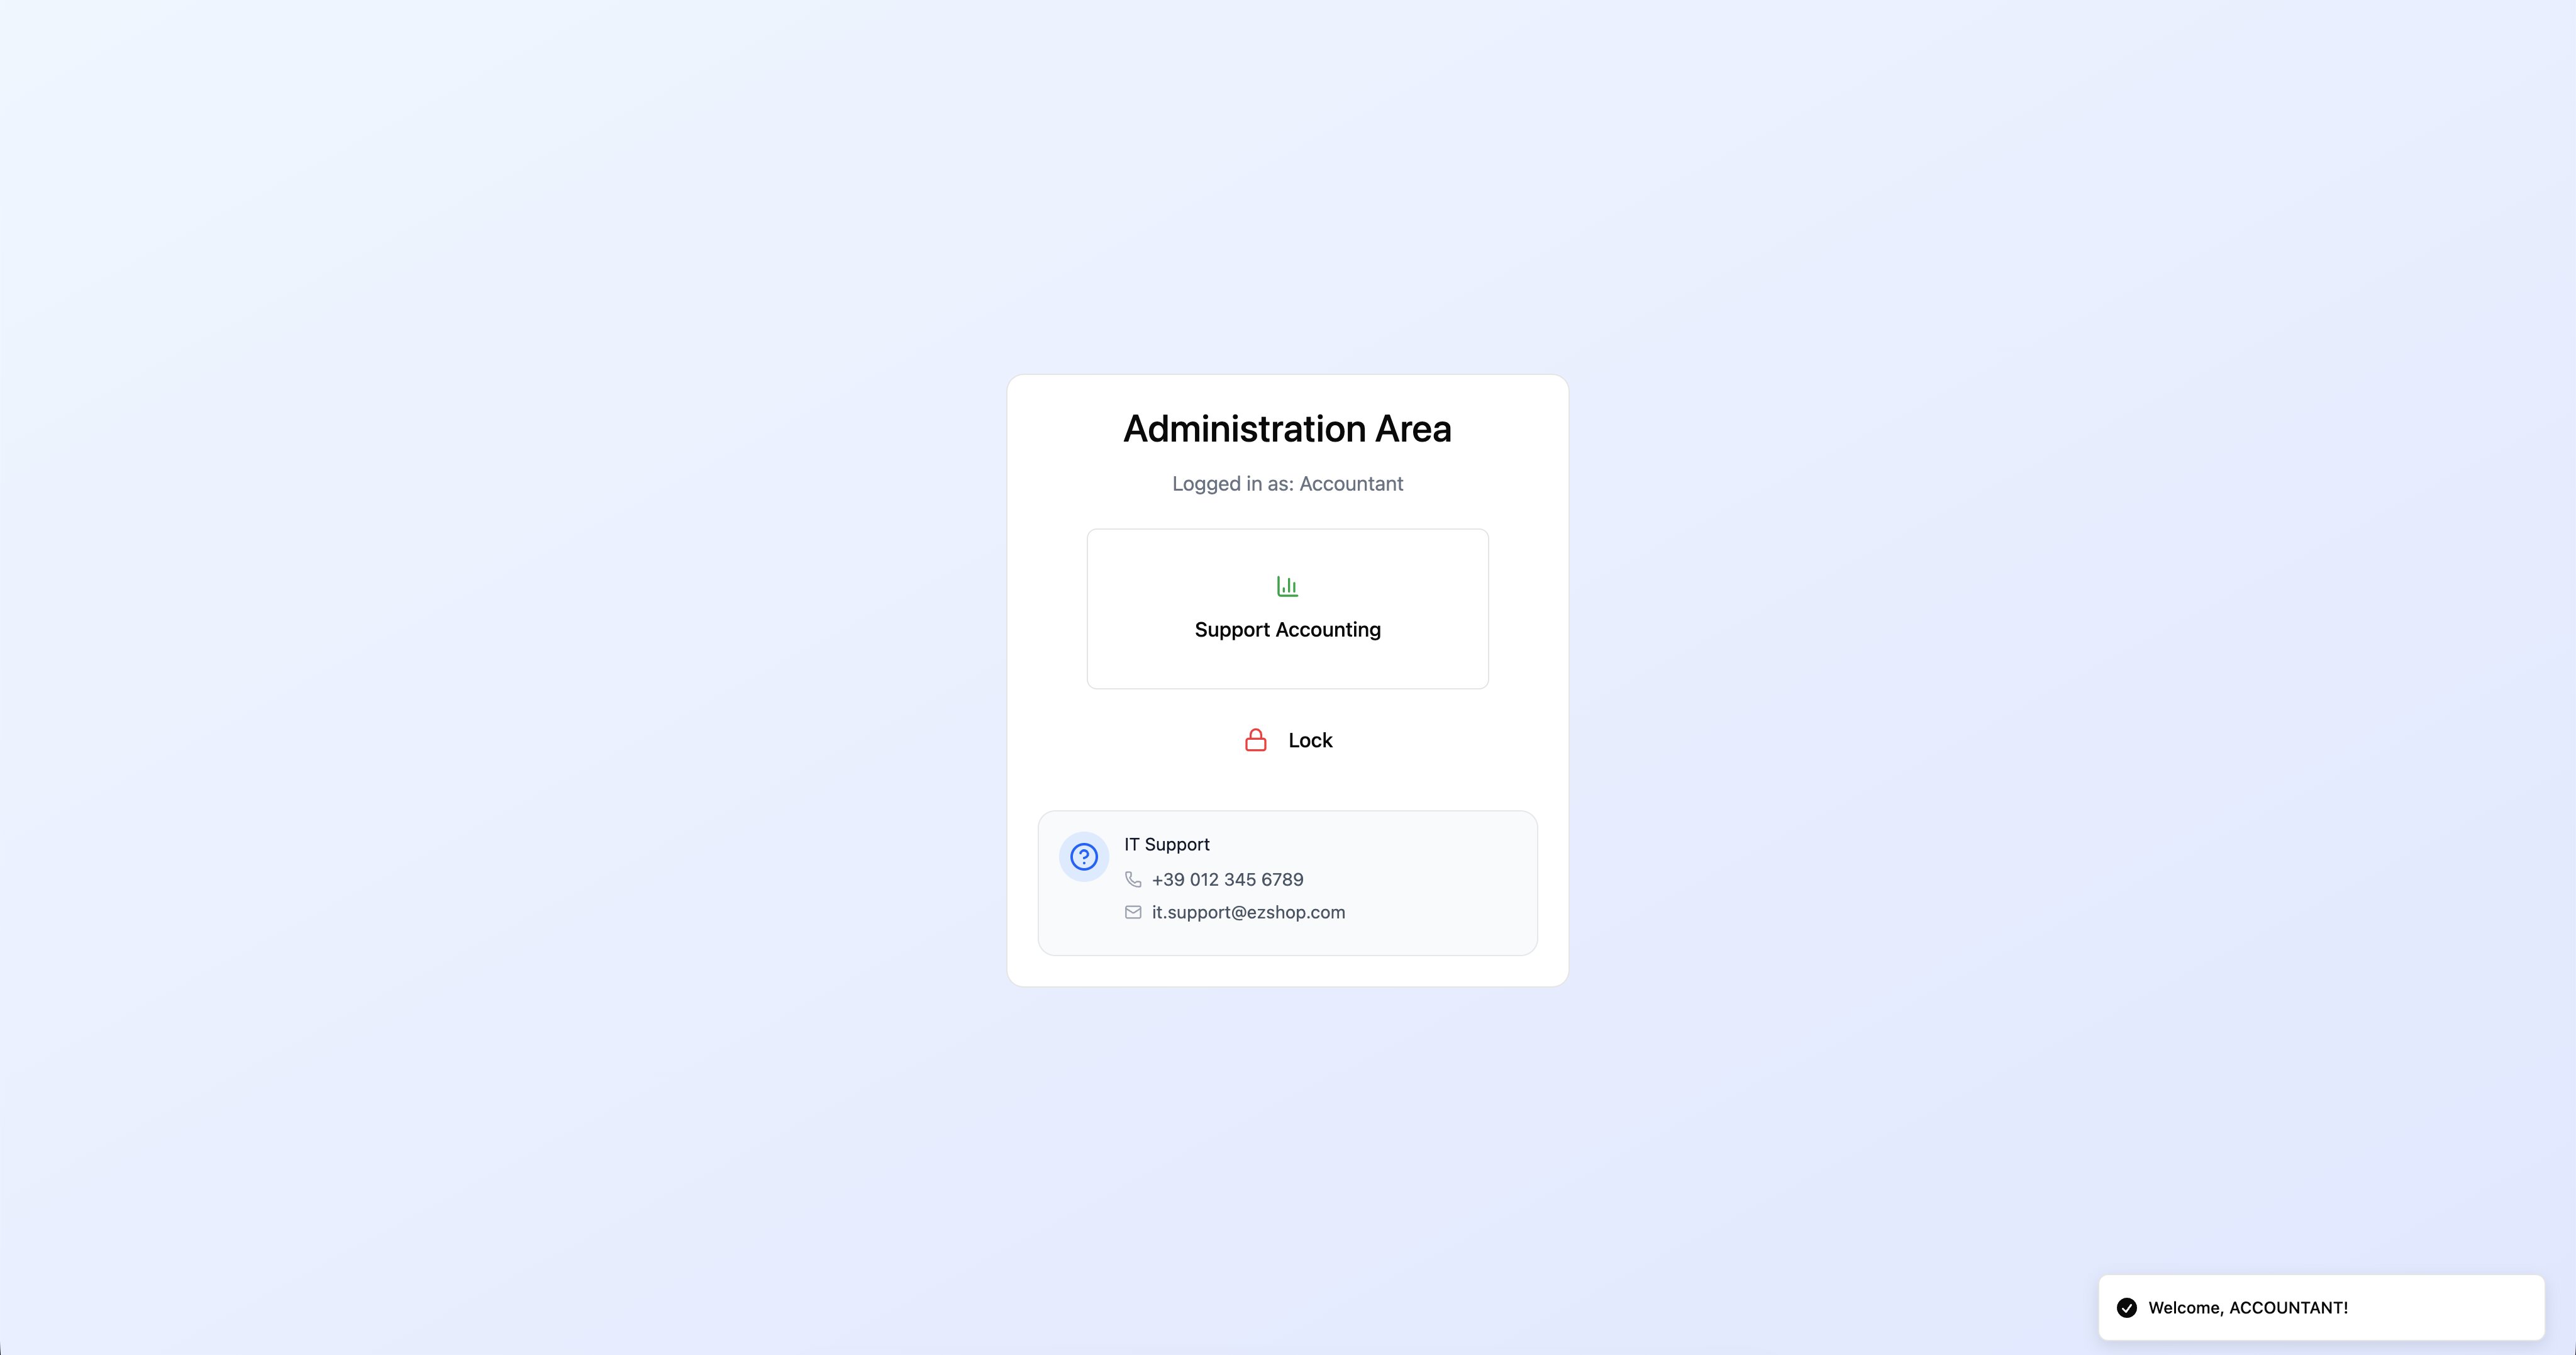 Administration Area
Logged in as: Accountant
Support Accounting
Lock
IT Support
+39 012 345 6789
it.support@ezshop.com
Welcome, ACCOUNTANT!